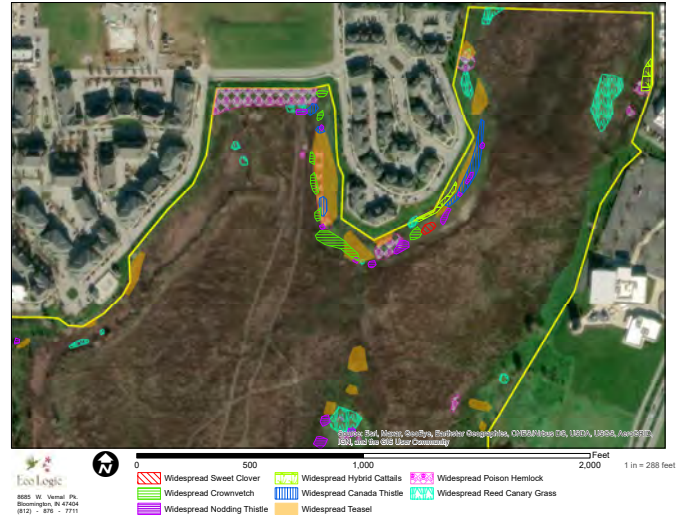 Source: Esri, Maxar, GeoEye, Earthstar Geographics, CNES/Airbus DS, USDA, USGS, AeroGRID,
IGN, and the GIS User Community
Feet
0 500 1,000 2,000
1 in = 288 feet
Eco Logic
8685 W. Vernal Pk.
Bloomington, IN 47404
(812) - 876 - 7711
Widespread Sweet Clover
Widespread Hybrid Cattails
Widespread Poison Hemlock
Widespread Crownvetch
Widespread Canada Thistle
Widespread Reed Canary Grass
Widespread Nodding Thistle
Widespread Teasel